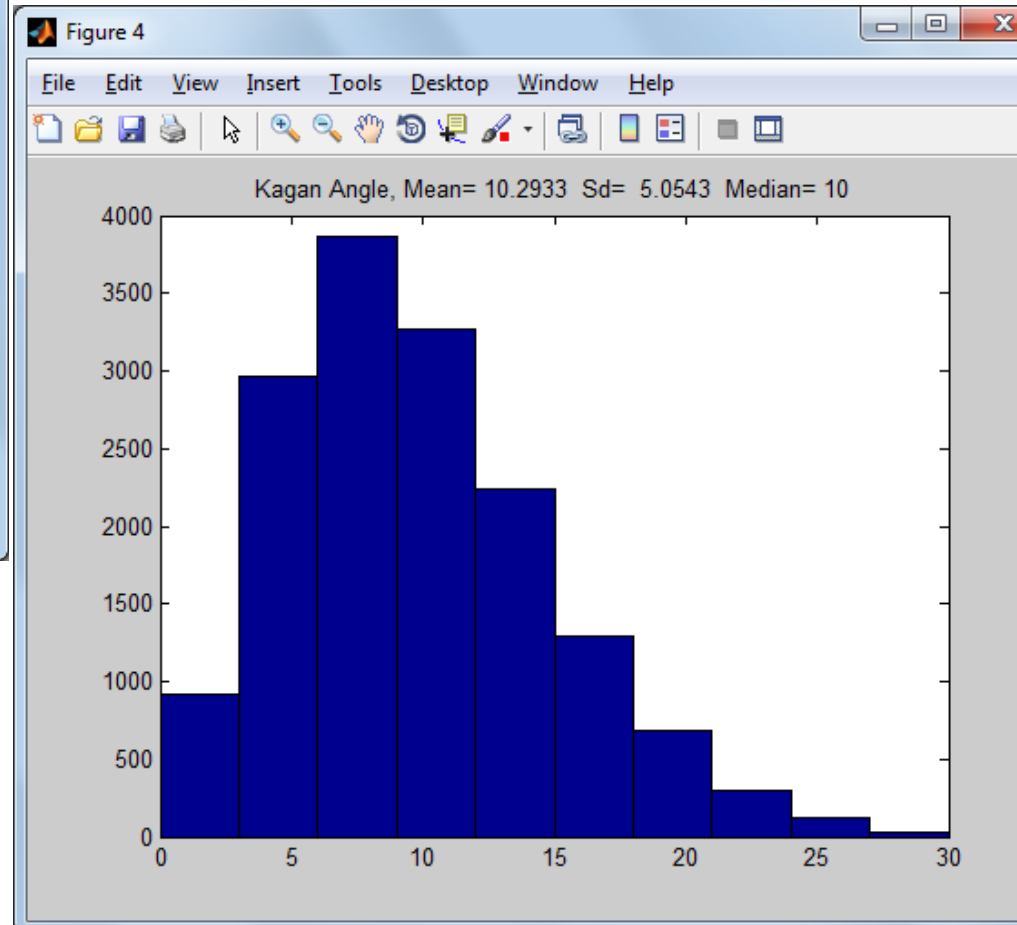 Figure 4
File Edit View Insert Tools Desktop Window Help
Kagan Angle, Mean= 10.2933 Sd= 5.0543 Median= 10
4000
3500
3000
2500
2000
1500
1000
500
0
0 5 10 15 20 25 30